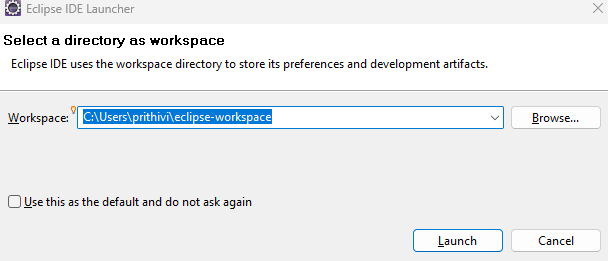 Eclipse IDE Launcher
Select a directory as workspace
Eclipse IDE uses the workspace directory to store its preferences and development artifacts.
Workspace: C:\Users\prithivi\eclipse-workspace Browse...
Use this as the default and do not ask again
Launch Cancel